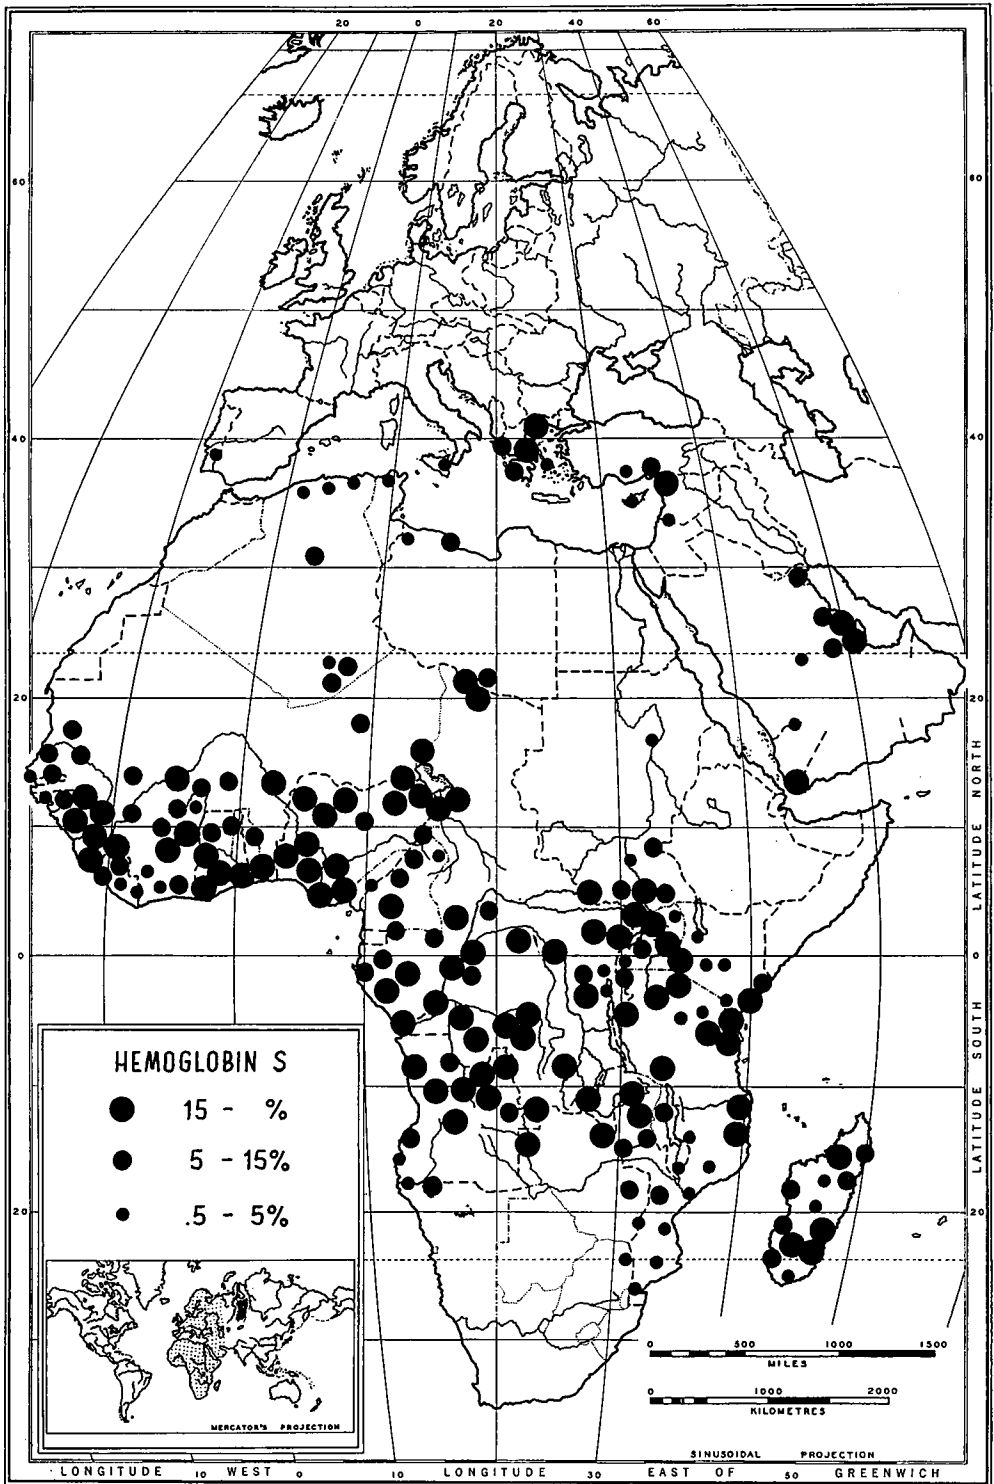 20 0 20 40 60
60 60
40 40
20 20
LATITUDE NORTH
0
LATITUDE SOUTH
20 20
HEMOGLOBIN S
15 - %
5 - 15%
.5 - 5%
MERCATOR'S PROJECTION
0 500 1000 1500
MILES
0 1000 2000
KILOMETRES
SINUSOIDAL PROJECTION
LONGITUDE 10 WEST 0 10 LONGITUDE 30 EAST OF 50 GREENWICH